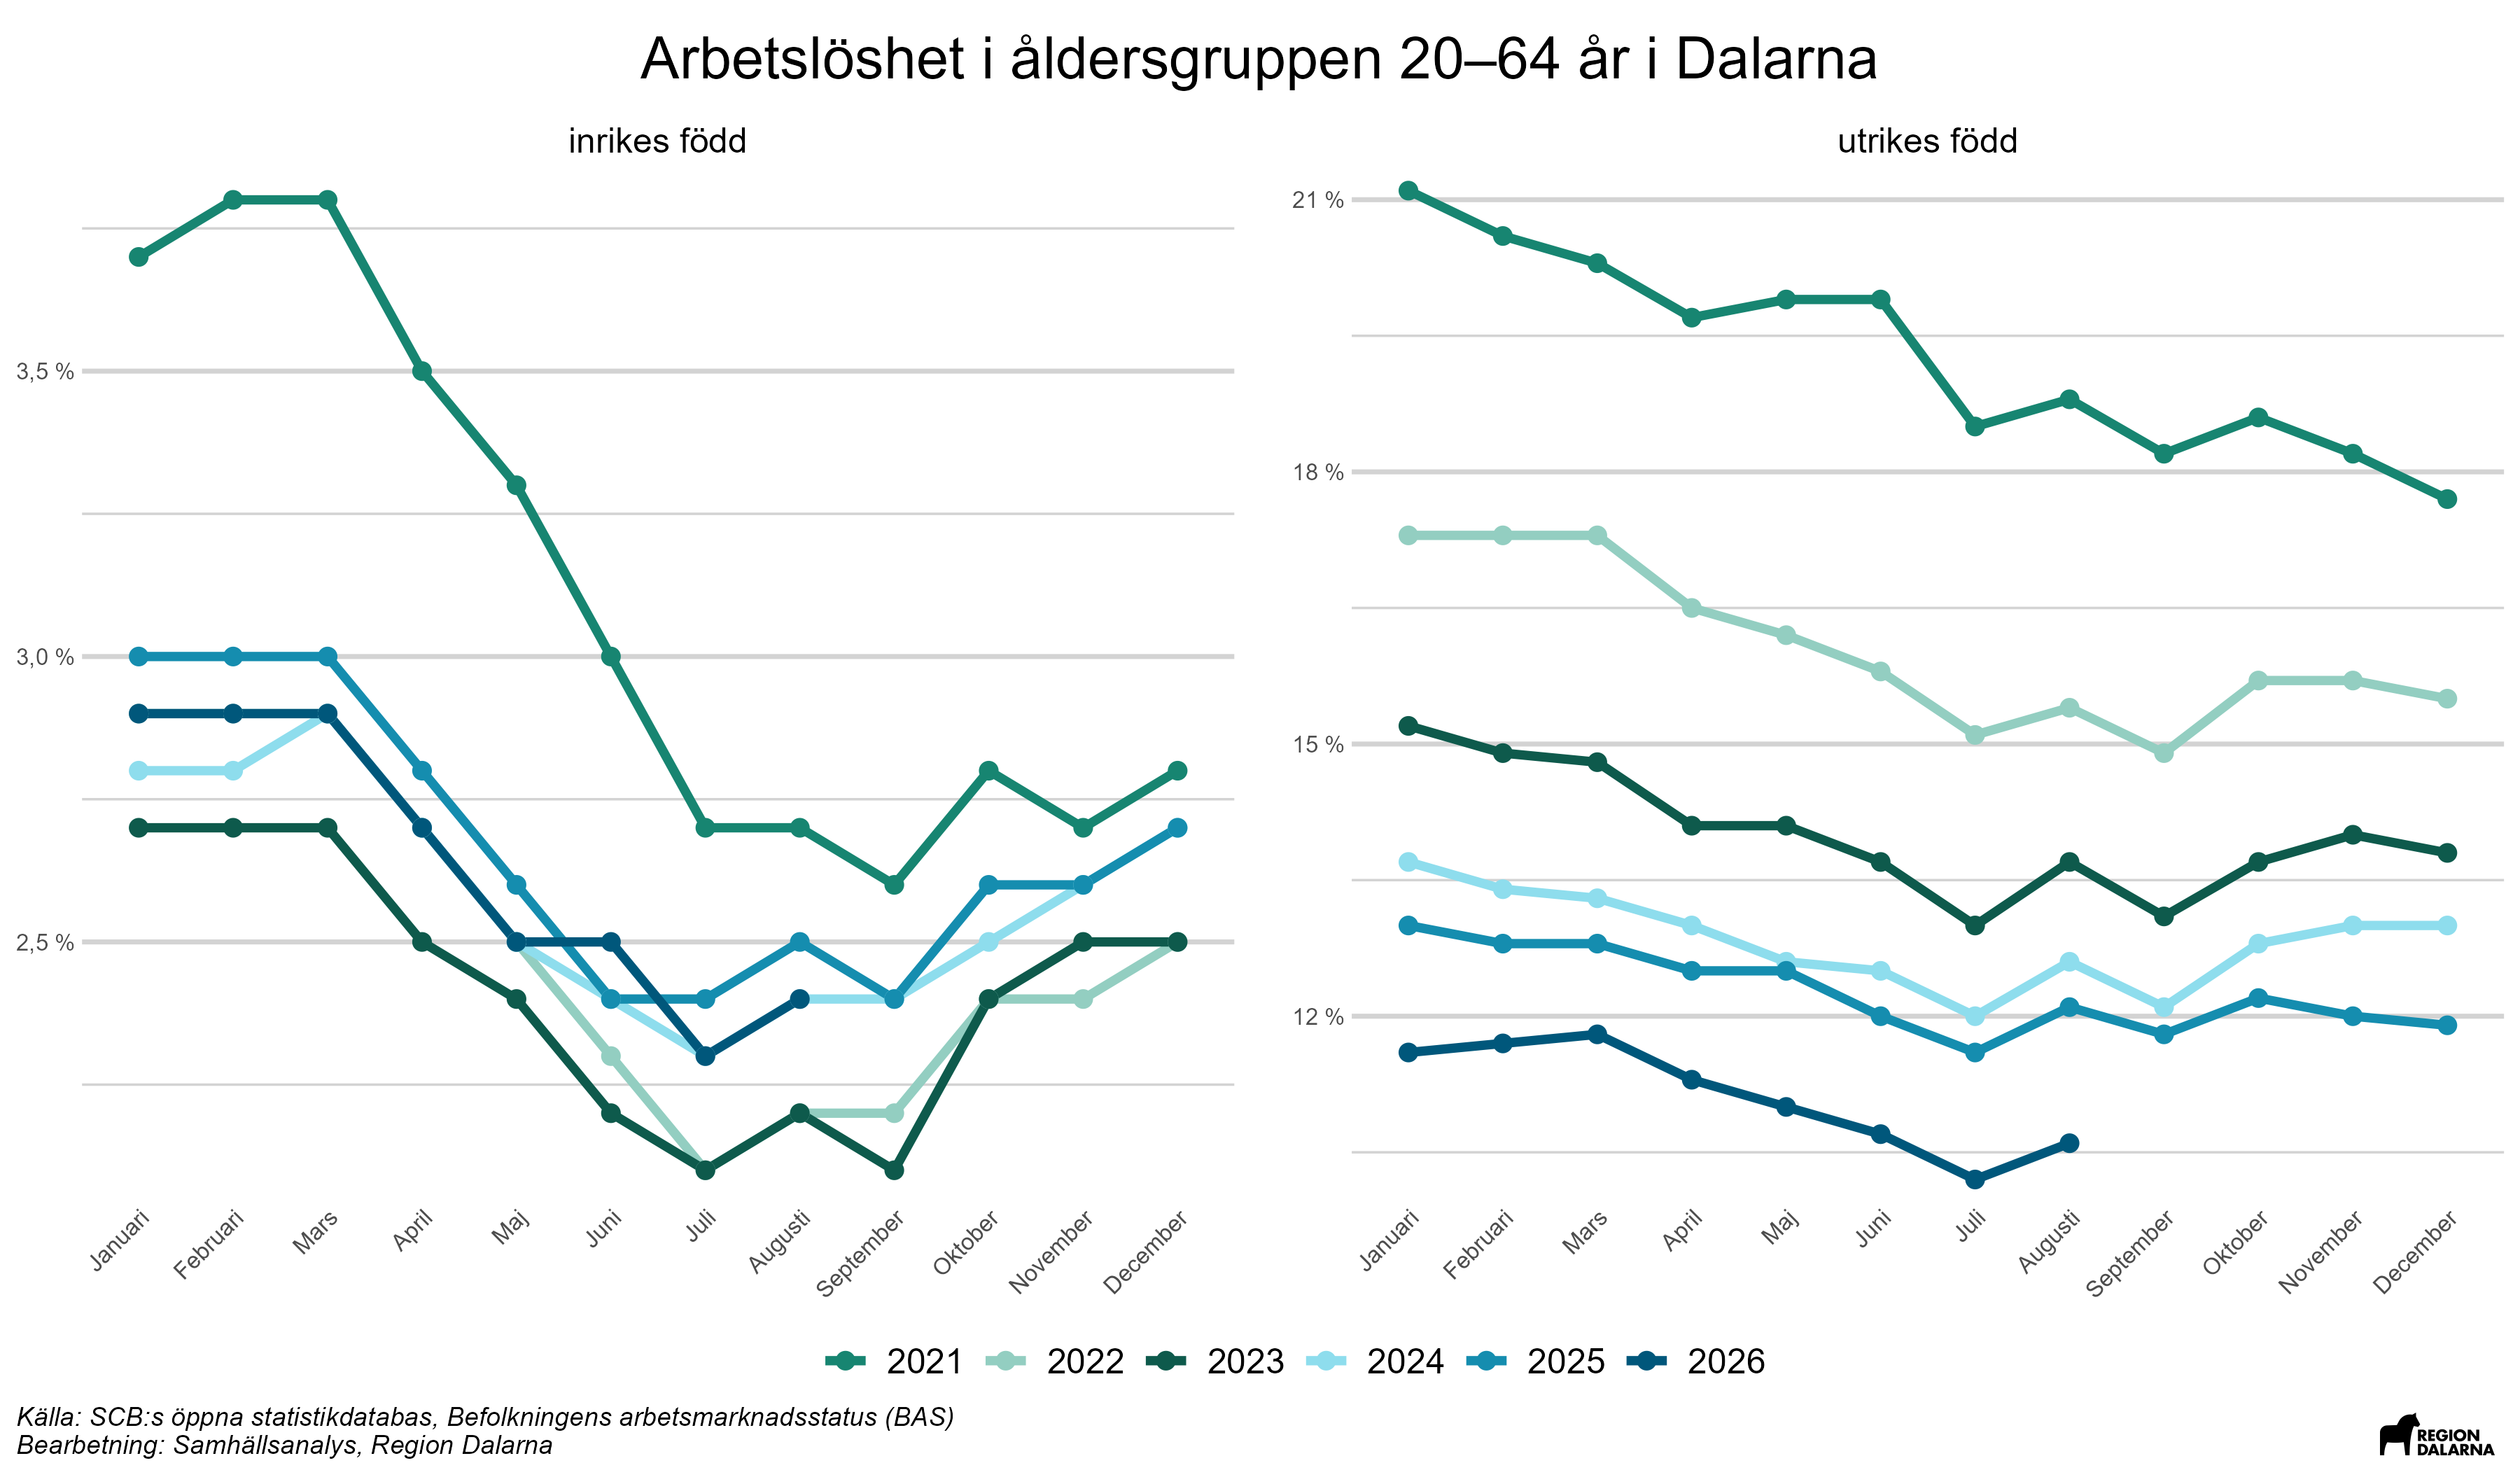 Arbetslöshet i åldersgruppen 20–64 år i Dalarna
inrikes född
3,5 %
3,0 %
2,5 %
Januari
Februari
Mars
April
Maj
Juni
Juli
Augusti
September
Oktober
November
December
utrikes född
21 %
18 %
15 %
12 %
Januari
Februari
Mars
April
Maj
Juni
Juli
Augusti
September
Oktober
November
December
2021 2022 2023 2024 2025 2026
Källa: SCB:s öppna statistikdatabas, Befolkningens arbetsmarknadsstatus (BAS)
Bearbetning: Samhällsanalys, Region Dalarna
REGION
DALARNA